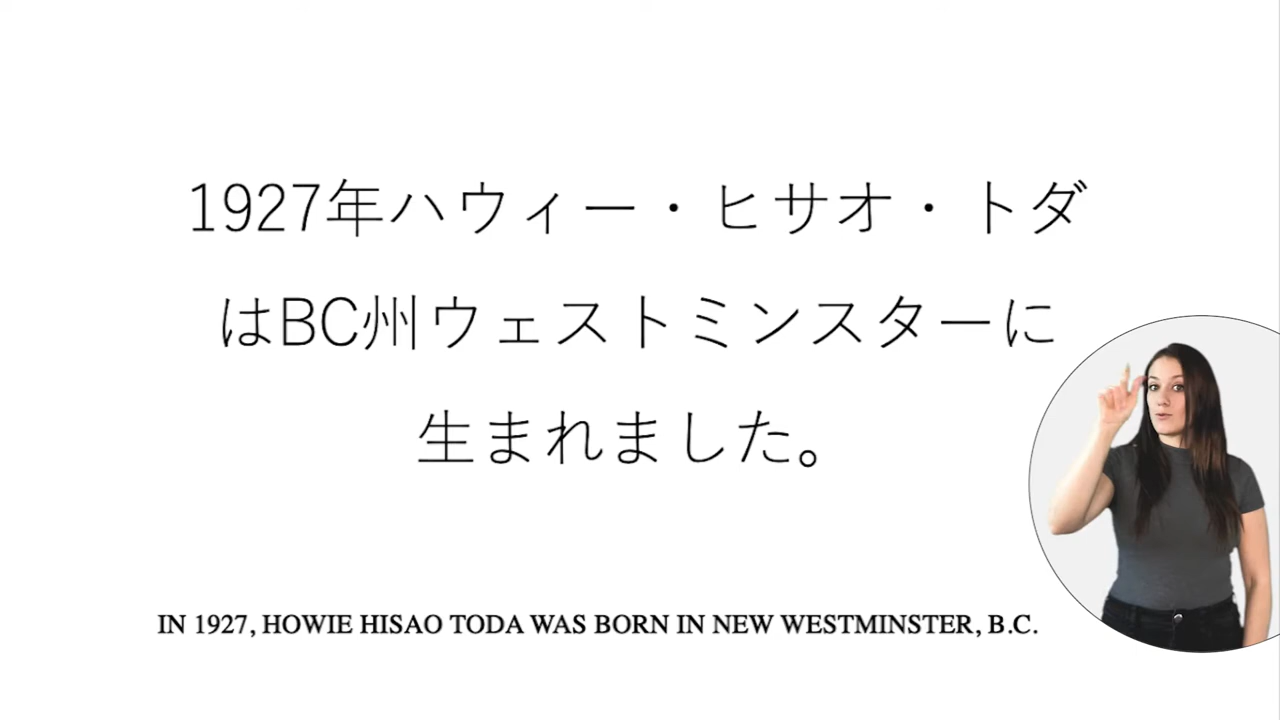 1927年ハウィー・ヒサオ・トダ
はBC州ウェストミンスターに
生まれました。
IN 1927, HOWIE HISAO TODA WAS BORN IN NEW WESTMINSTER, B.C.